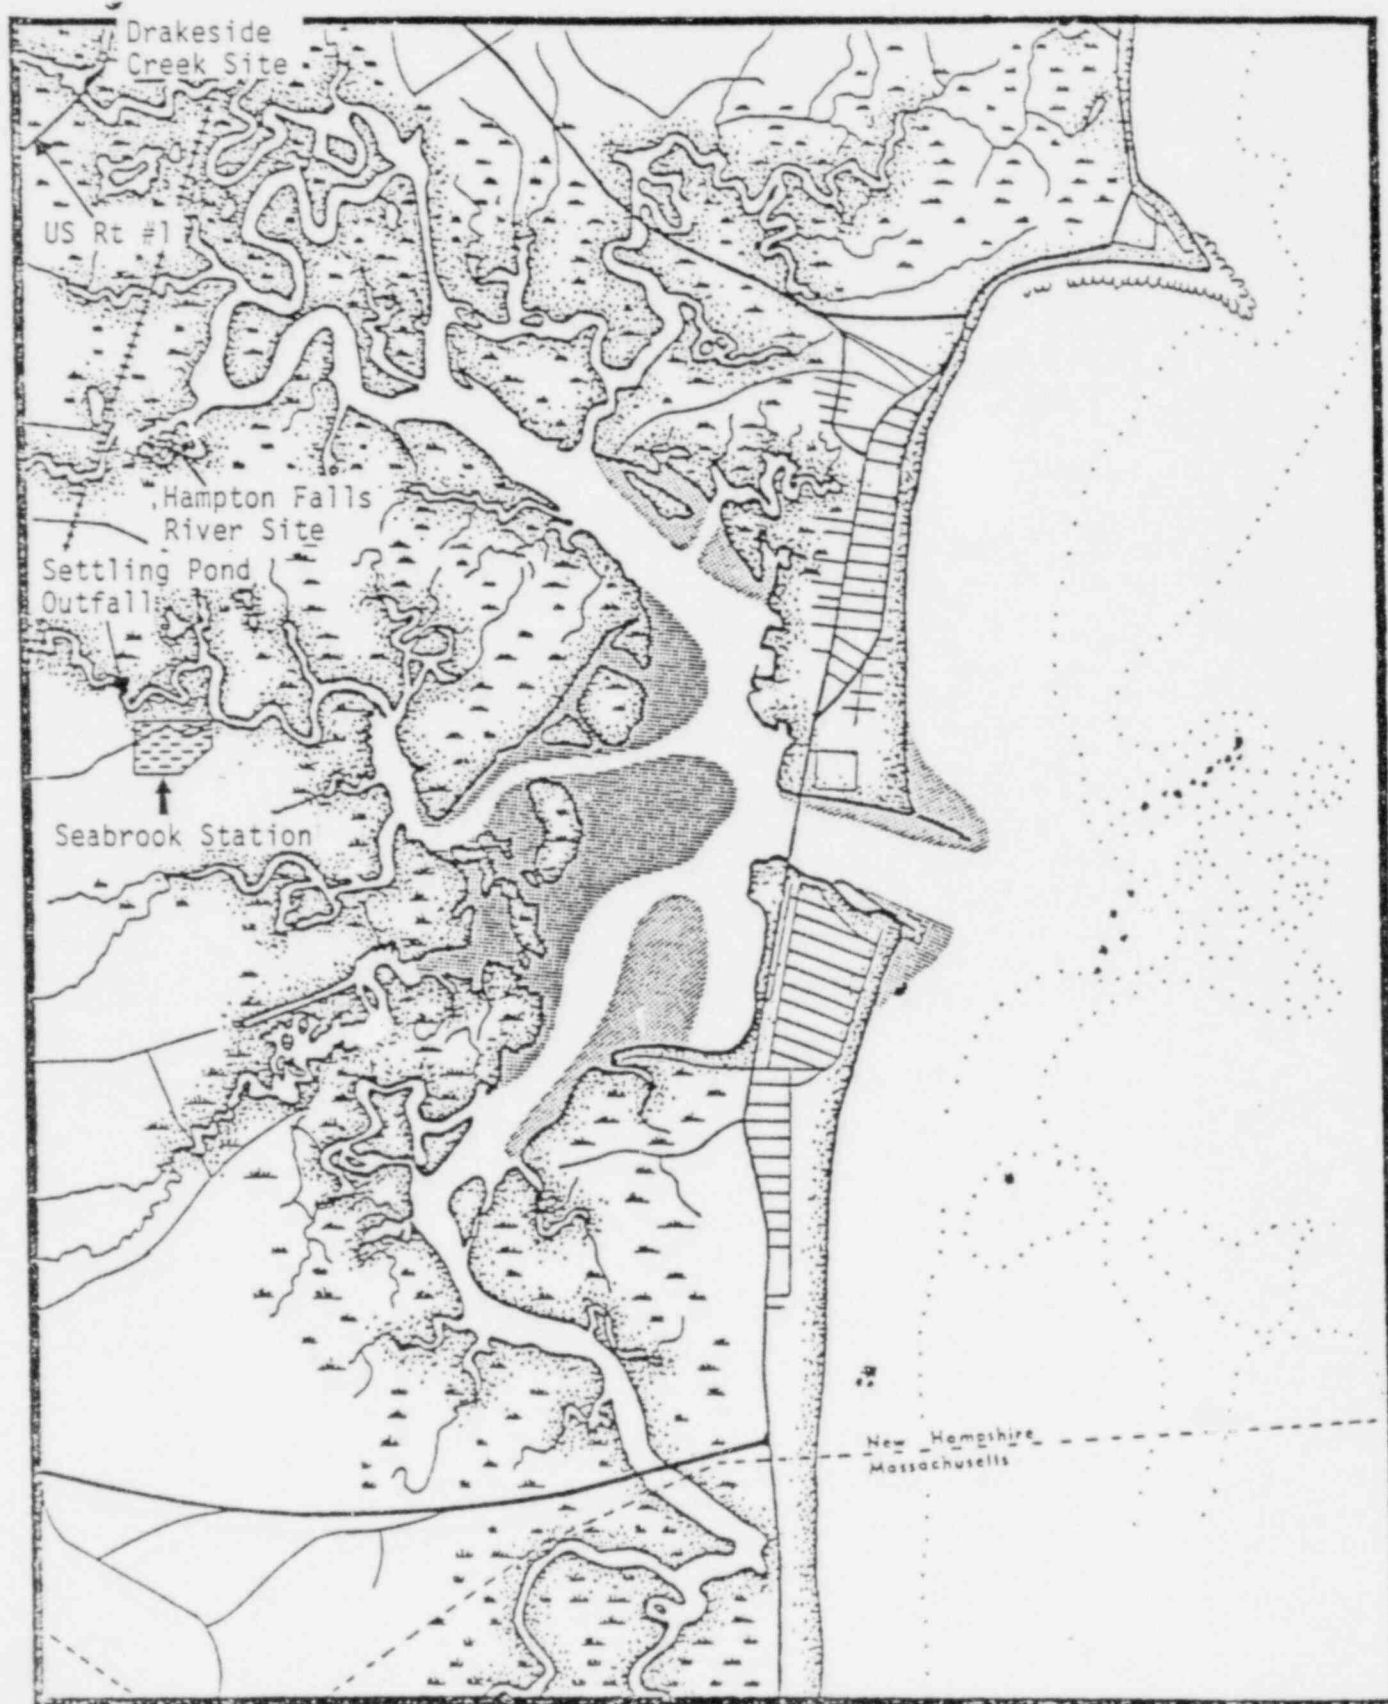 Drakeside
Creek Site
US Rt #1
Hampton Falls
River Site
Settling Pond
Outfall
Seabrook Station
New Hampshire
Massachusetts